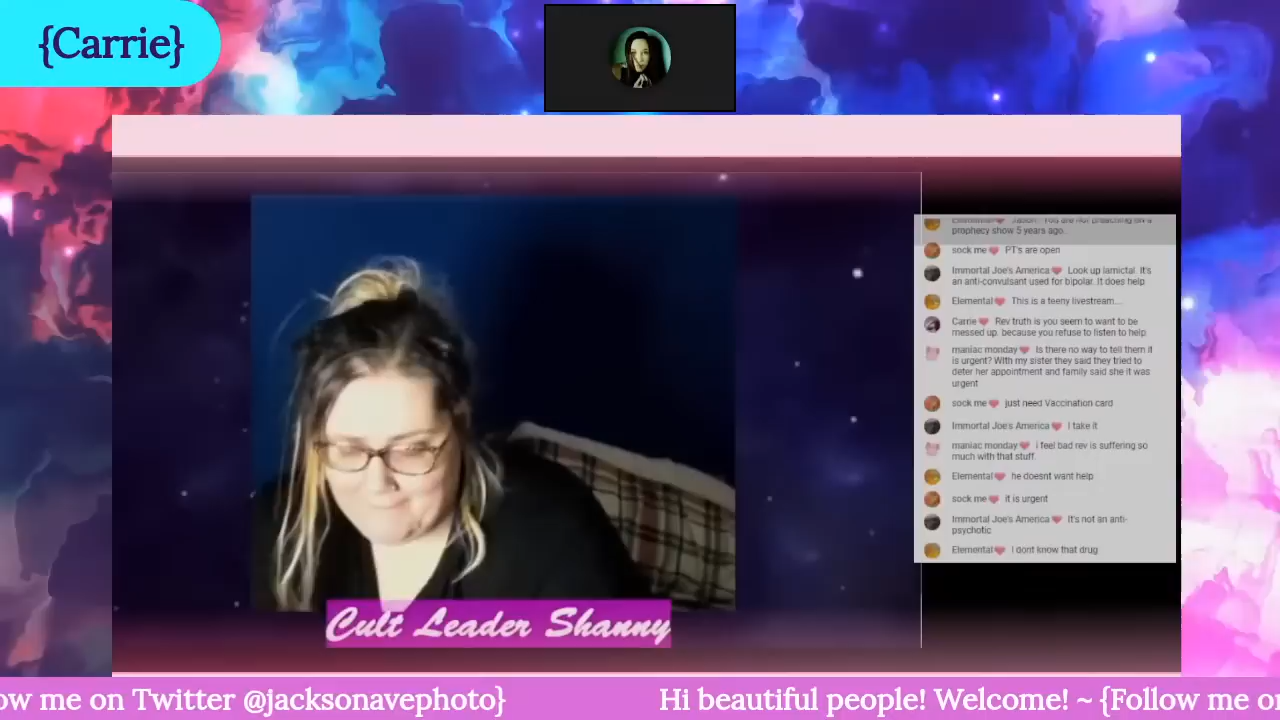 {Carrie}
prophecy show 5 years ago.
sock me PT's are open
Immortal Joe's America Look up lamictal. It's
an anti-convulsant used for bipolar. It does help
Elemental This is a teeny livestream....
Carrie Rev truth is you seem to want to be
messed up. because you refuse to listen to help
maniac monday Is there no way to tell them it
is urgent? With my sister they said they tried to
deter her appointment and family said she it was
urgent
sock me just need Vaccination card
Immortal Joe's America I take it
maniac monday i feel bad rev is suffering so
much with that stuff.
Elemental he doesnt want help
sock me it is urgent
Immortal Joe's America It's not an anti-
psychotic
Elemental I dont know that drug
Cult Leader Shanny
ow me on Twitter @jacksonavephoto} Hi beautiful people! Welcome! ~ {Follow me on